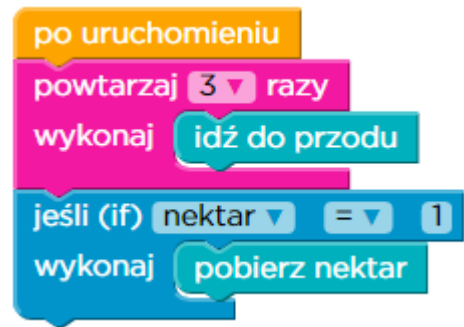 po uruchomieniu
powtarzaj 3 razy
wykonaj idź do przodu
jeśli (if) nektar = 1
wykonaj pobierz nektar